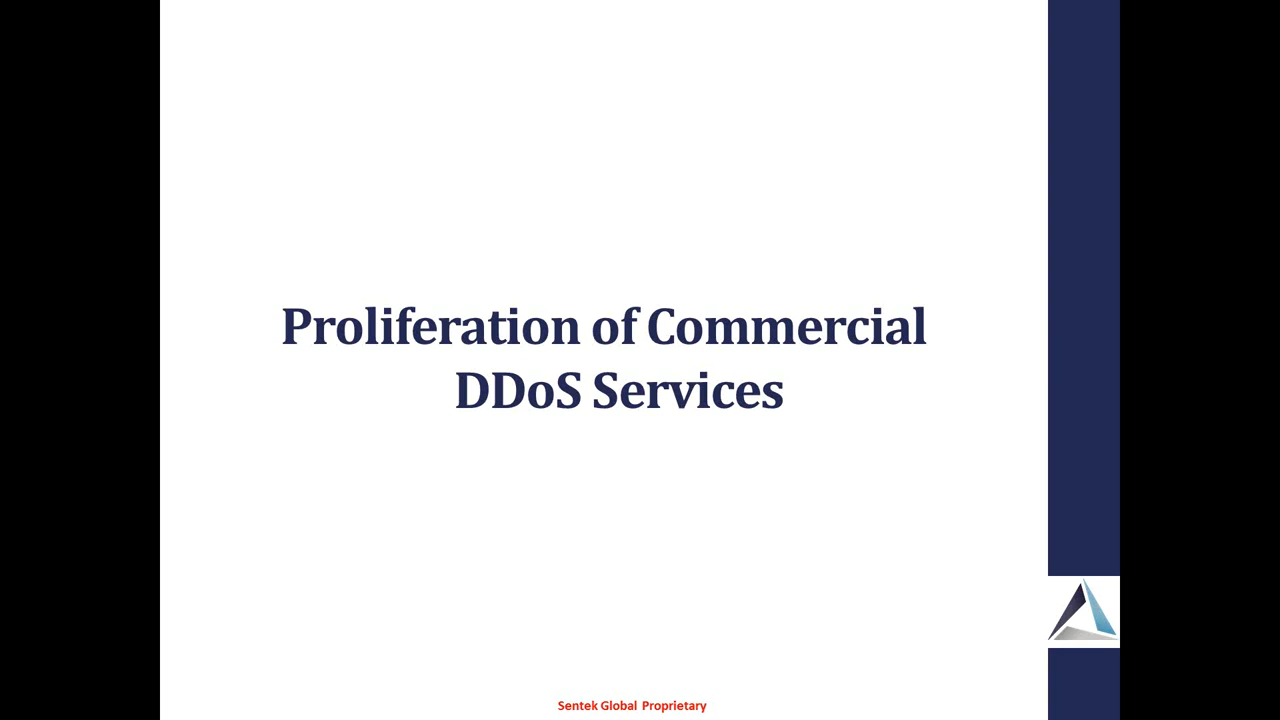 Proliferation of Commercial
DDoS Services
Sentek Global Proprietary